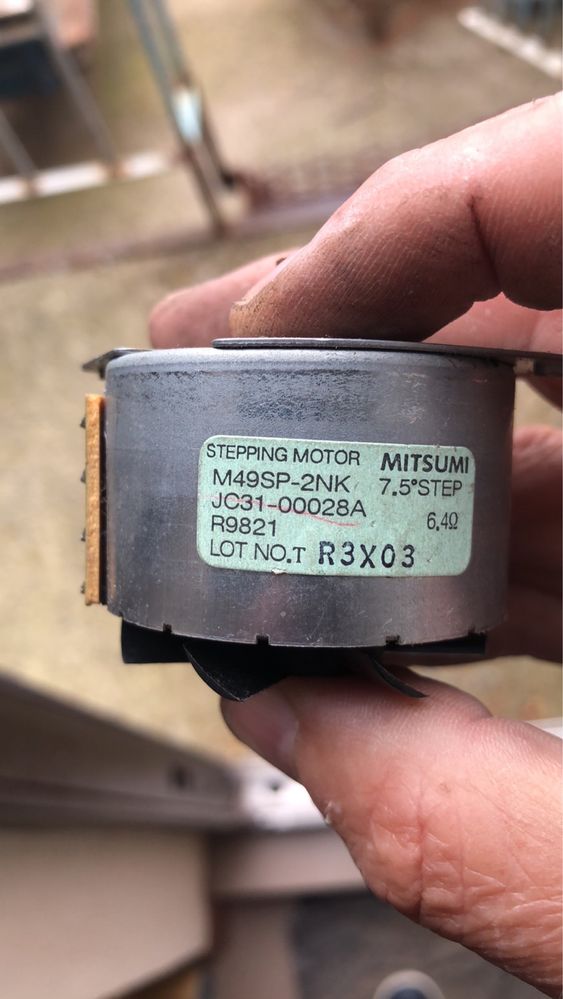 STEPPING MOTOR MITSUMI
M49SP-2NK 7.5°STEP
JC31-00028A 6.4Ω
R9821
LOT NO.T R3X03